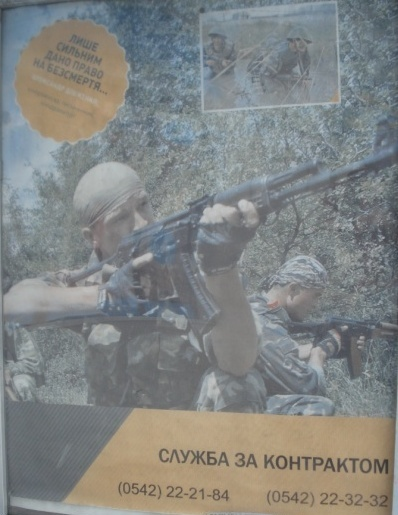 ЛИШЕ
СИЛЬНИМ
ДАНО ПРАВО
НА БЕЗСМЕРТЯ...
СЛУЖБА ЗА КОНТРАКТОМ
(0542) 22-21-84 (0542) 22-32-32